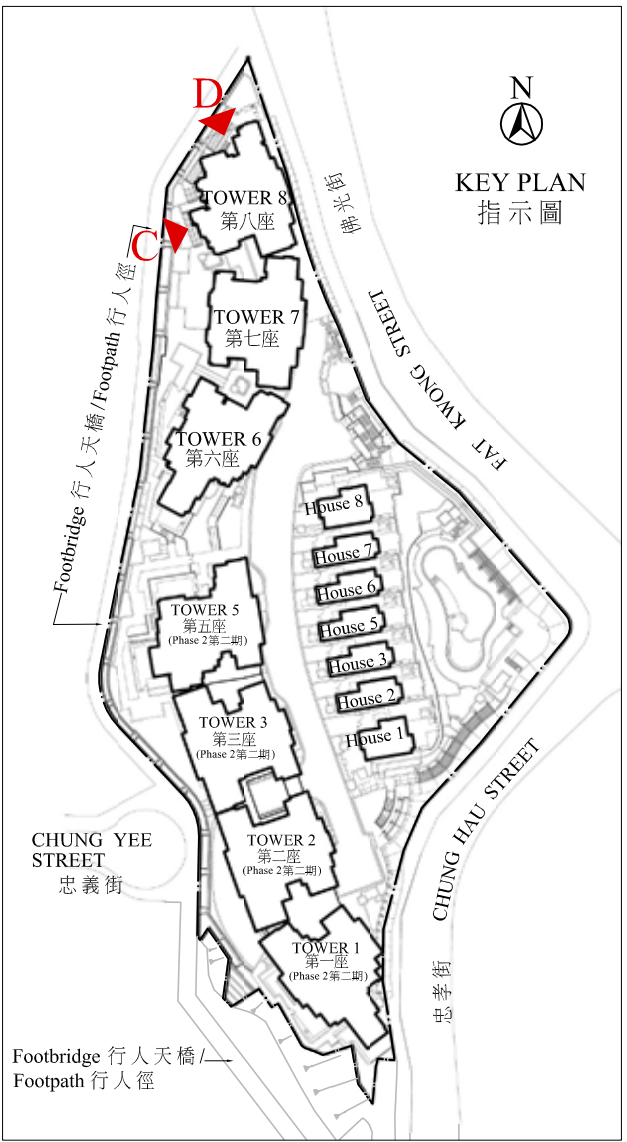 N
KEY PLAN
指示圖
D
C
TOWER 8
第八座
佛光街
FAT KWONG STREET
TOWER 7
第七座
Footbridge 行人天橋/Footpath 行人徑
TOWER 6
第六座
House 8
House 7
House 6
House 5
House 3
House 2
House 1
TOWER 5
第五座
(Phase 2 第二期)
TOWER 3
第三座
(Phase 2 第二期)
TOWER 2
第二座
(Phase 2 第二期)
TOWER 1
第一座
(Phase 2 第二期)
CHUNG YEE
STREET
忠義街
CHUNG HAU STREET
忠孝街
Footbridge 行人天橋/
Footpath 行人徑